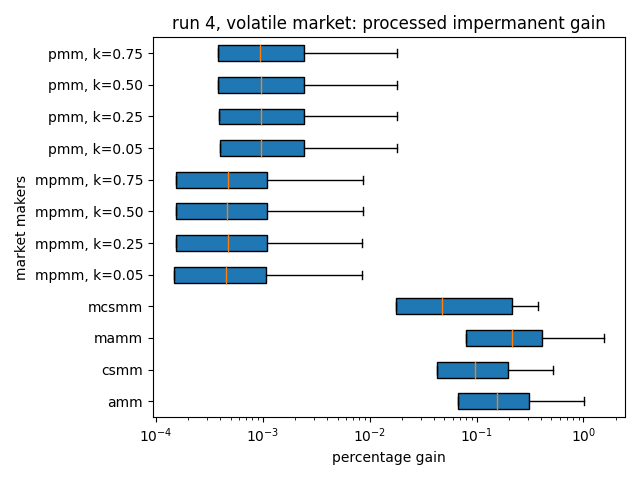 run 4, volatile market: processed impermanent gain
pmm, k=0.75
pmm, k=0.50
pmm, k=0.25
pmm, k=0.05
mpmm, k=0.75
mpmm, k=0.50
mpmm, k=0.25
mpmm, k=0.05
mcsmm
mamm
csmm
amm
market makers
10⁻⁴ 10⁻³ 10⁻² 10⁻¹ 10⁰
percentage gain